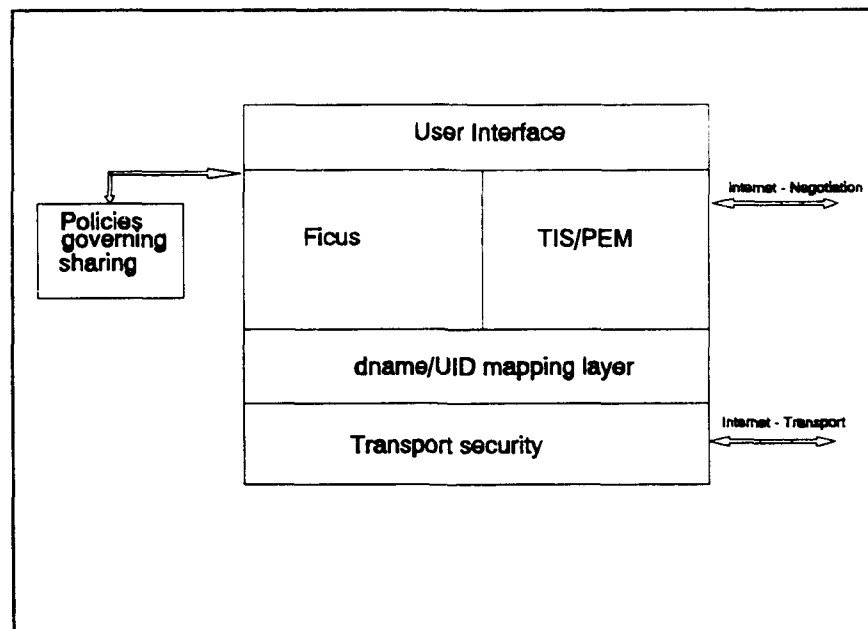 User Interface
Policies
governing
sharing
Ficus
TIS/PEM
Internet - Negotiation
dname/UID mapping layer
Transport security
Internet - Transport